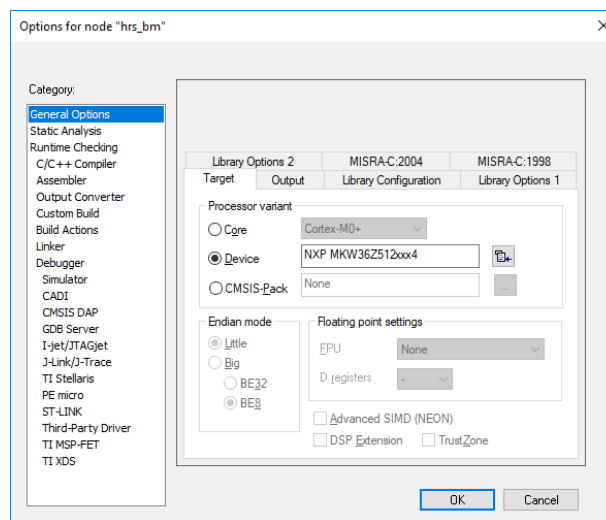 Options for node "hrs_bm"
Category:
General Options
Static Analysis
Runtime Checking
C/C++ Compiler
Assembler
Output Converter
Custom Build
Build Actions
Linker
Debugger
Simulator
CADI
CMSIS DAP
GDB Server
I-jet/JTAGjet
J-Link/J-Trace
TI Stellaris
PE micro
ST-LINK
Third-Party Driver
TI MSP-FET
TI XDS
Library Options 2 MISRA-C:2004 MISRA-C:1998
Target Output Library Configuration Library Options 1
Processor variant
Core Cortex-M0+
Device NXP MKW36Z512xxx4
CMSIS-Pack None ...
Endian mode
Little
Big
BE32
BE8
Floating point settings
FPU None
D registers -
Advanced SIMD (NEON)
DSP Extension TrustZone
OK Cancel